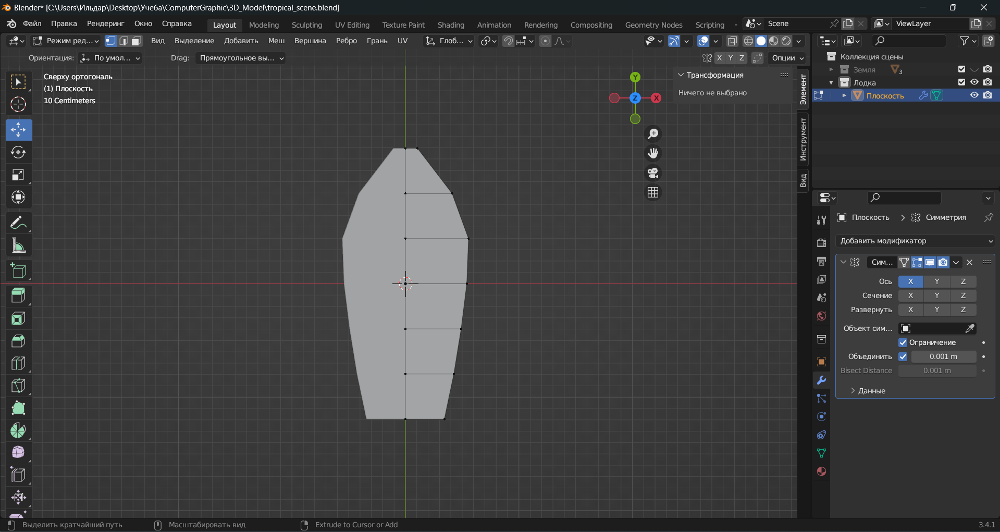 Blender* [C:\Users\Ильдар\Desktop\Учеба\ComputerGraphic\3D_Model\tropical_scene.blend]
Файл Правка Рендеринг Окно Справка Layout Modeling Sculpting UV Editing Texture Paint Shading Animation Rendering Compositing Geometry Nodes Scripting Scene ViewLayer
Режим ред... Вид Выделение Добавить Меш Вершина Ребро Грань UV Глоб...
Ориентация: По умол... Drag: Прямоугольное вы... X Y Z Опции
Сверху ортогональ
(1) Плоскость
10 Centimeters
Y
X
Z
Трансформация
Ничего не выбрано
Элемент
Инструмент
Вид
Коллекция сцены
Земля 3
Лодка
Плоскость
Плоскость > Симметрия
Добавить модификатор
Сим...
Ось X Y Z
Сечение X Y Z
Развернуть X Y Z
Объект сим...
Ограничение
Объединить 0.001 m
Bisect Distance 0.001 m
Данные
Выделить кратчайший путь Масштабировать вид Extrude to Cursor or Add 3.4.1